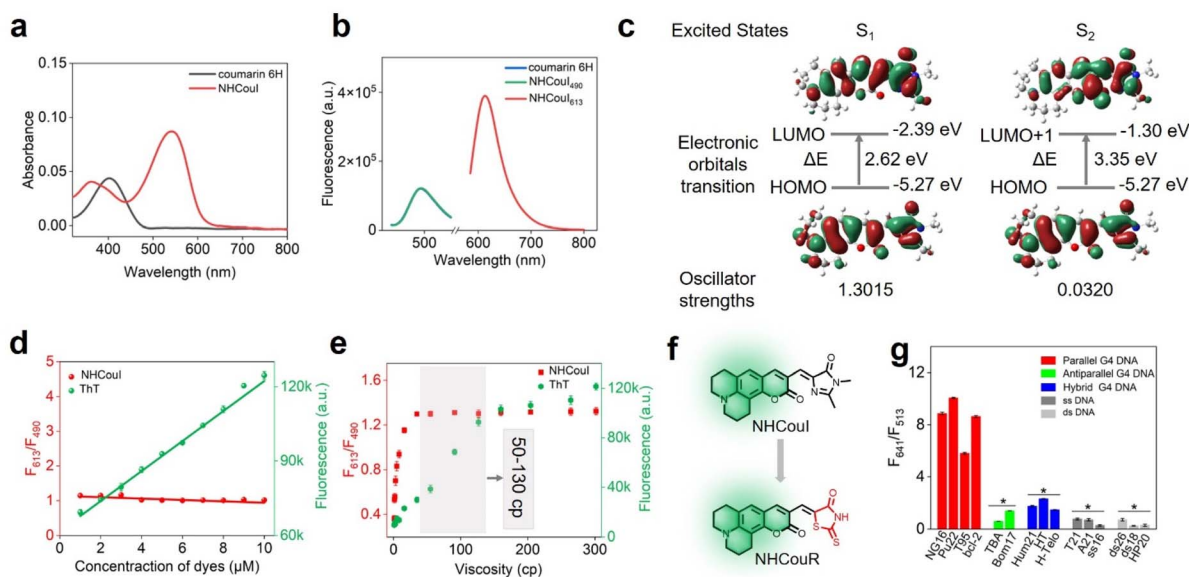 a
0.15
0.10
0.05
0.00
Absorbance
coumarin 6H
NHCouI
400 500 600 700 800
Wavelength (nm)
b
4×10⁵
2×10⁵
0
Fluorescence (a.u.)
coumarin 6H
NHCouI₄₉₀
NHCouI₆₁₃
500 600 700 800
Wavelength (nm)
c
Excited States S₁ S₂
LUMO -2.39 eV LUMO+1 -1.30 eV
Electronic
orbitals
transition
ΔE 2.62 eV ΔE 3.35 eV
HOMO -5.27 eV HOMO -5.27 eV
Oscillator
strengths
1.3015 0.0320
d
5
4
3
2
1
0
F₆₁₃/F₄₉₀
NHCouI
ThT
120k
90k
60k
Fluorescence (a.u.)
0 2 4 6 8 10
Concentraction of dyes (μM)
e
1.6
1.2
0.8
0.4
F₆₁₃/F₄₉₀
NHCouI
ThT
50-130 cp
120k
80k
40k
0
Fluorescence (a.u.)
0 100 200 300
Viscosity (cp)
f
O
N
N
N
O
O
NHCouI
O
NH
S
S
N
O
O
NHCouR
g
12
8
4
0
F₆₄₁/F₅₁₃
Parallel G4 DNA
Antiparallel G4 DNA
Hybrid G4 DNA
ss DNA
ds DNA
* * * *
NG16
Pu22
T95
bcl-2
TBA
Bom17
Hum21
HT
H-Telo
T21
A21
ss16
ds26
ds18
HP20